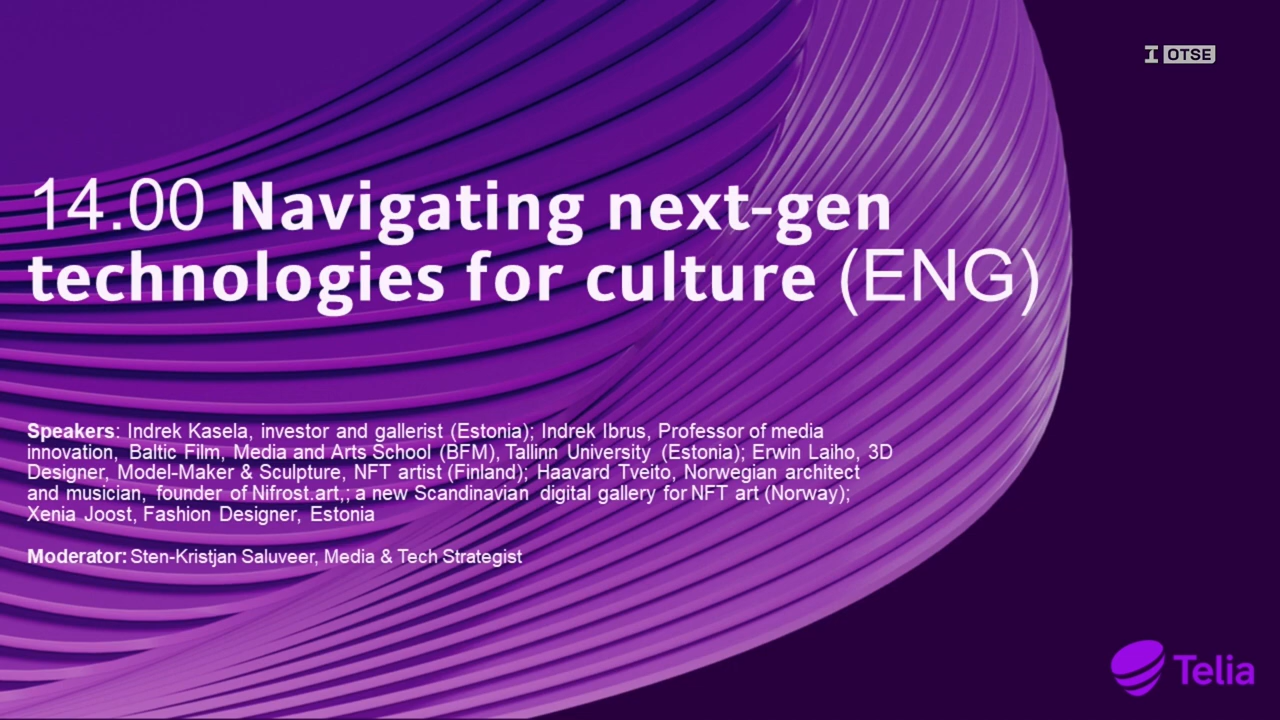 I OTSE
14.00 Navigating next-gen
technologies for culture (ENG)
Speakers: Indrek Kasela, investor and gallerist (Estonia); Indrek Ibrus, Professor of media
innovation, Baltic Film, Media and Arts School (BFM), Tallinn University (Estonia); Erwin Laiho, 3D
Designer, Model-Maker & Sculpture, NFT artist (Finland); Haavard Tveito, Norwegian architect
and musician, founder of Nifrost.art,; a new Scandinavian digital gallery for NFT art (Norway);
Xenia Joost, Fashion Designer, Estonia
Moderator: Sten-Kristjan Saluveer, Media & Tech Strategist
Telia